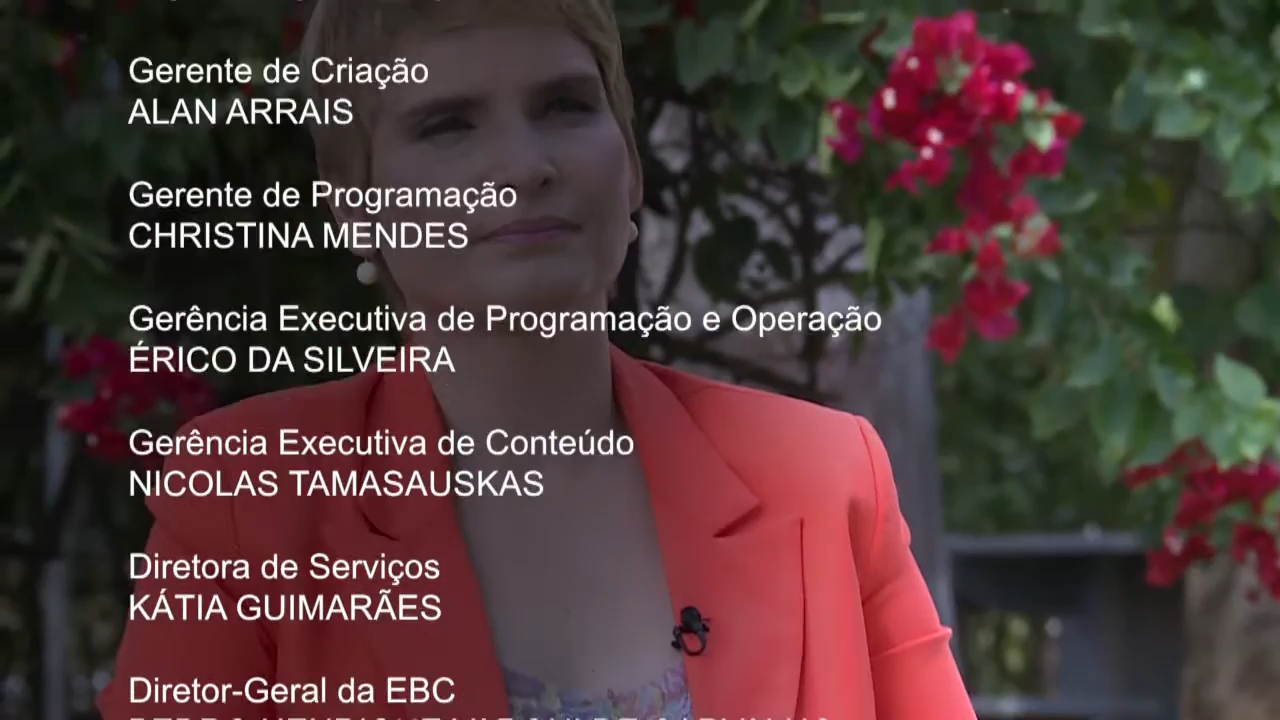 Gerente de Criação
ALAN ARRAIS
Gerente de Programação
CHRISTINA MENDES
Gerência Executiva de Programação e Operação
ÉRICO DA SILVEIRA
Gerência Executiva de Conteúdo
NICOLAS TAMASAUSKAS
Diretora de Serviços
KÁTIA GUIMARÃES
Diretor-Geral da EBC